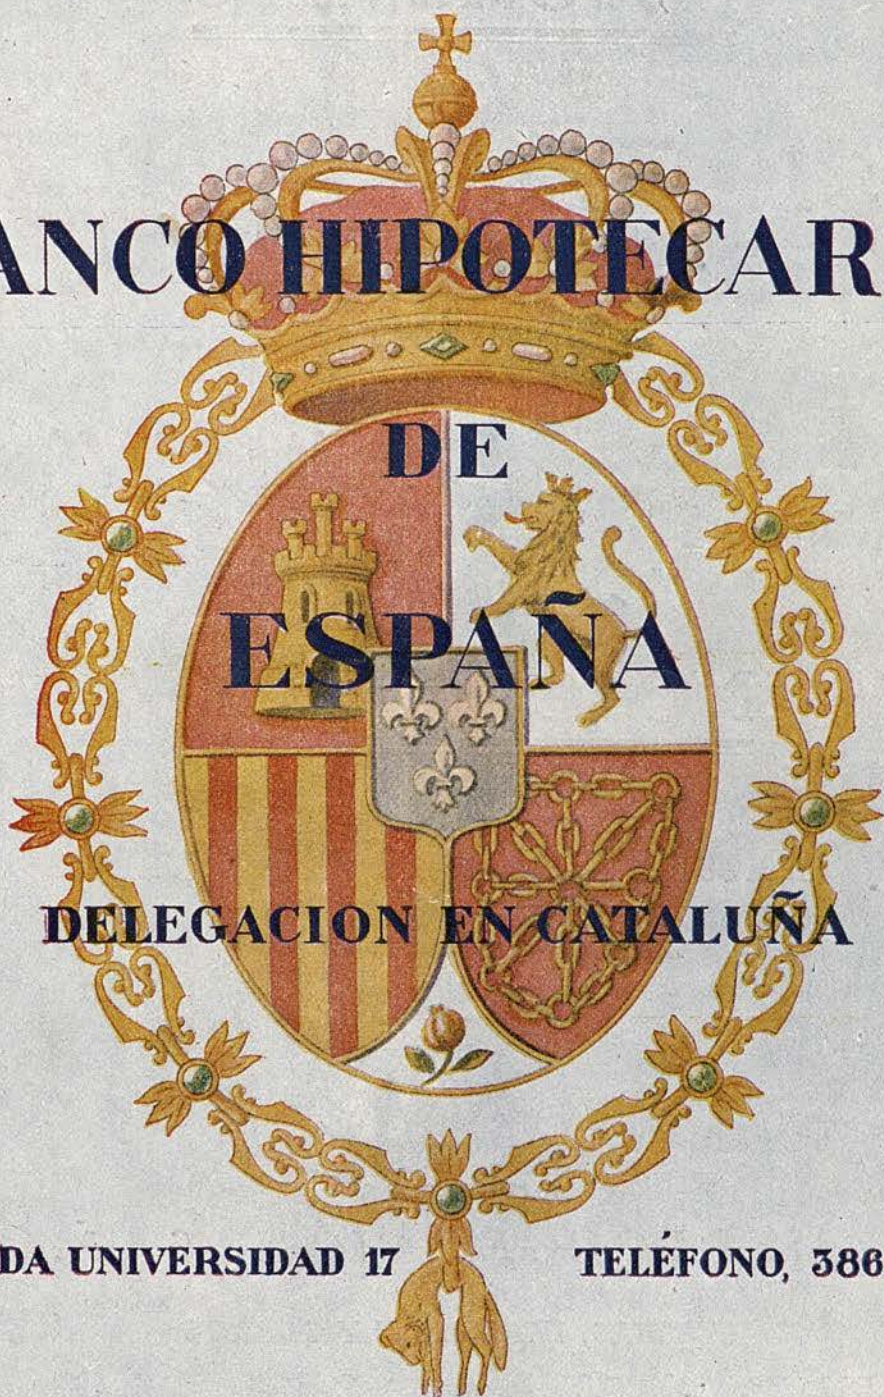 ANCO HIPOTECAR
DE
ESPAÑA
DELEGACION EN CATALUÑA
DA UNIVERSIDAD 17 TELÉFONO, 386